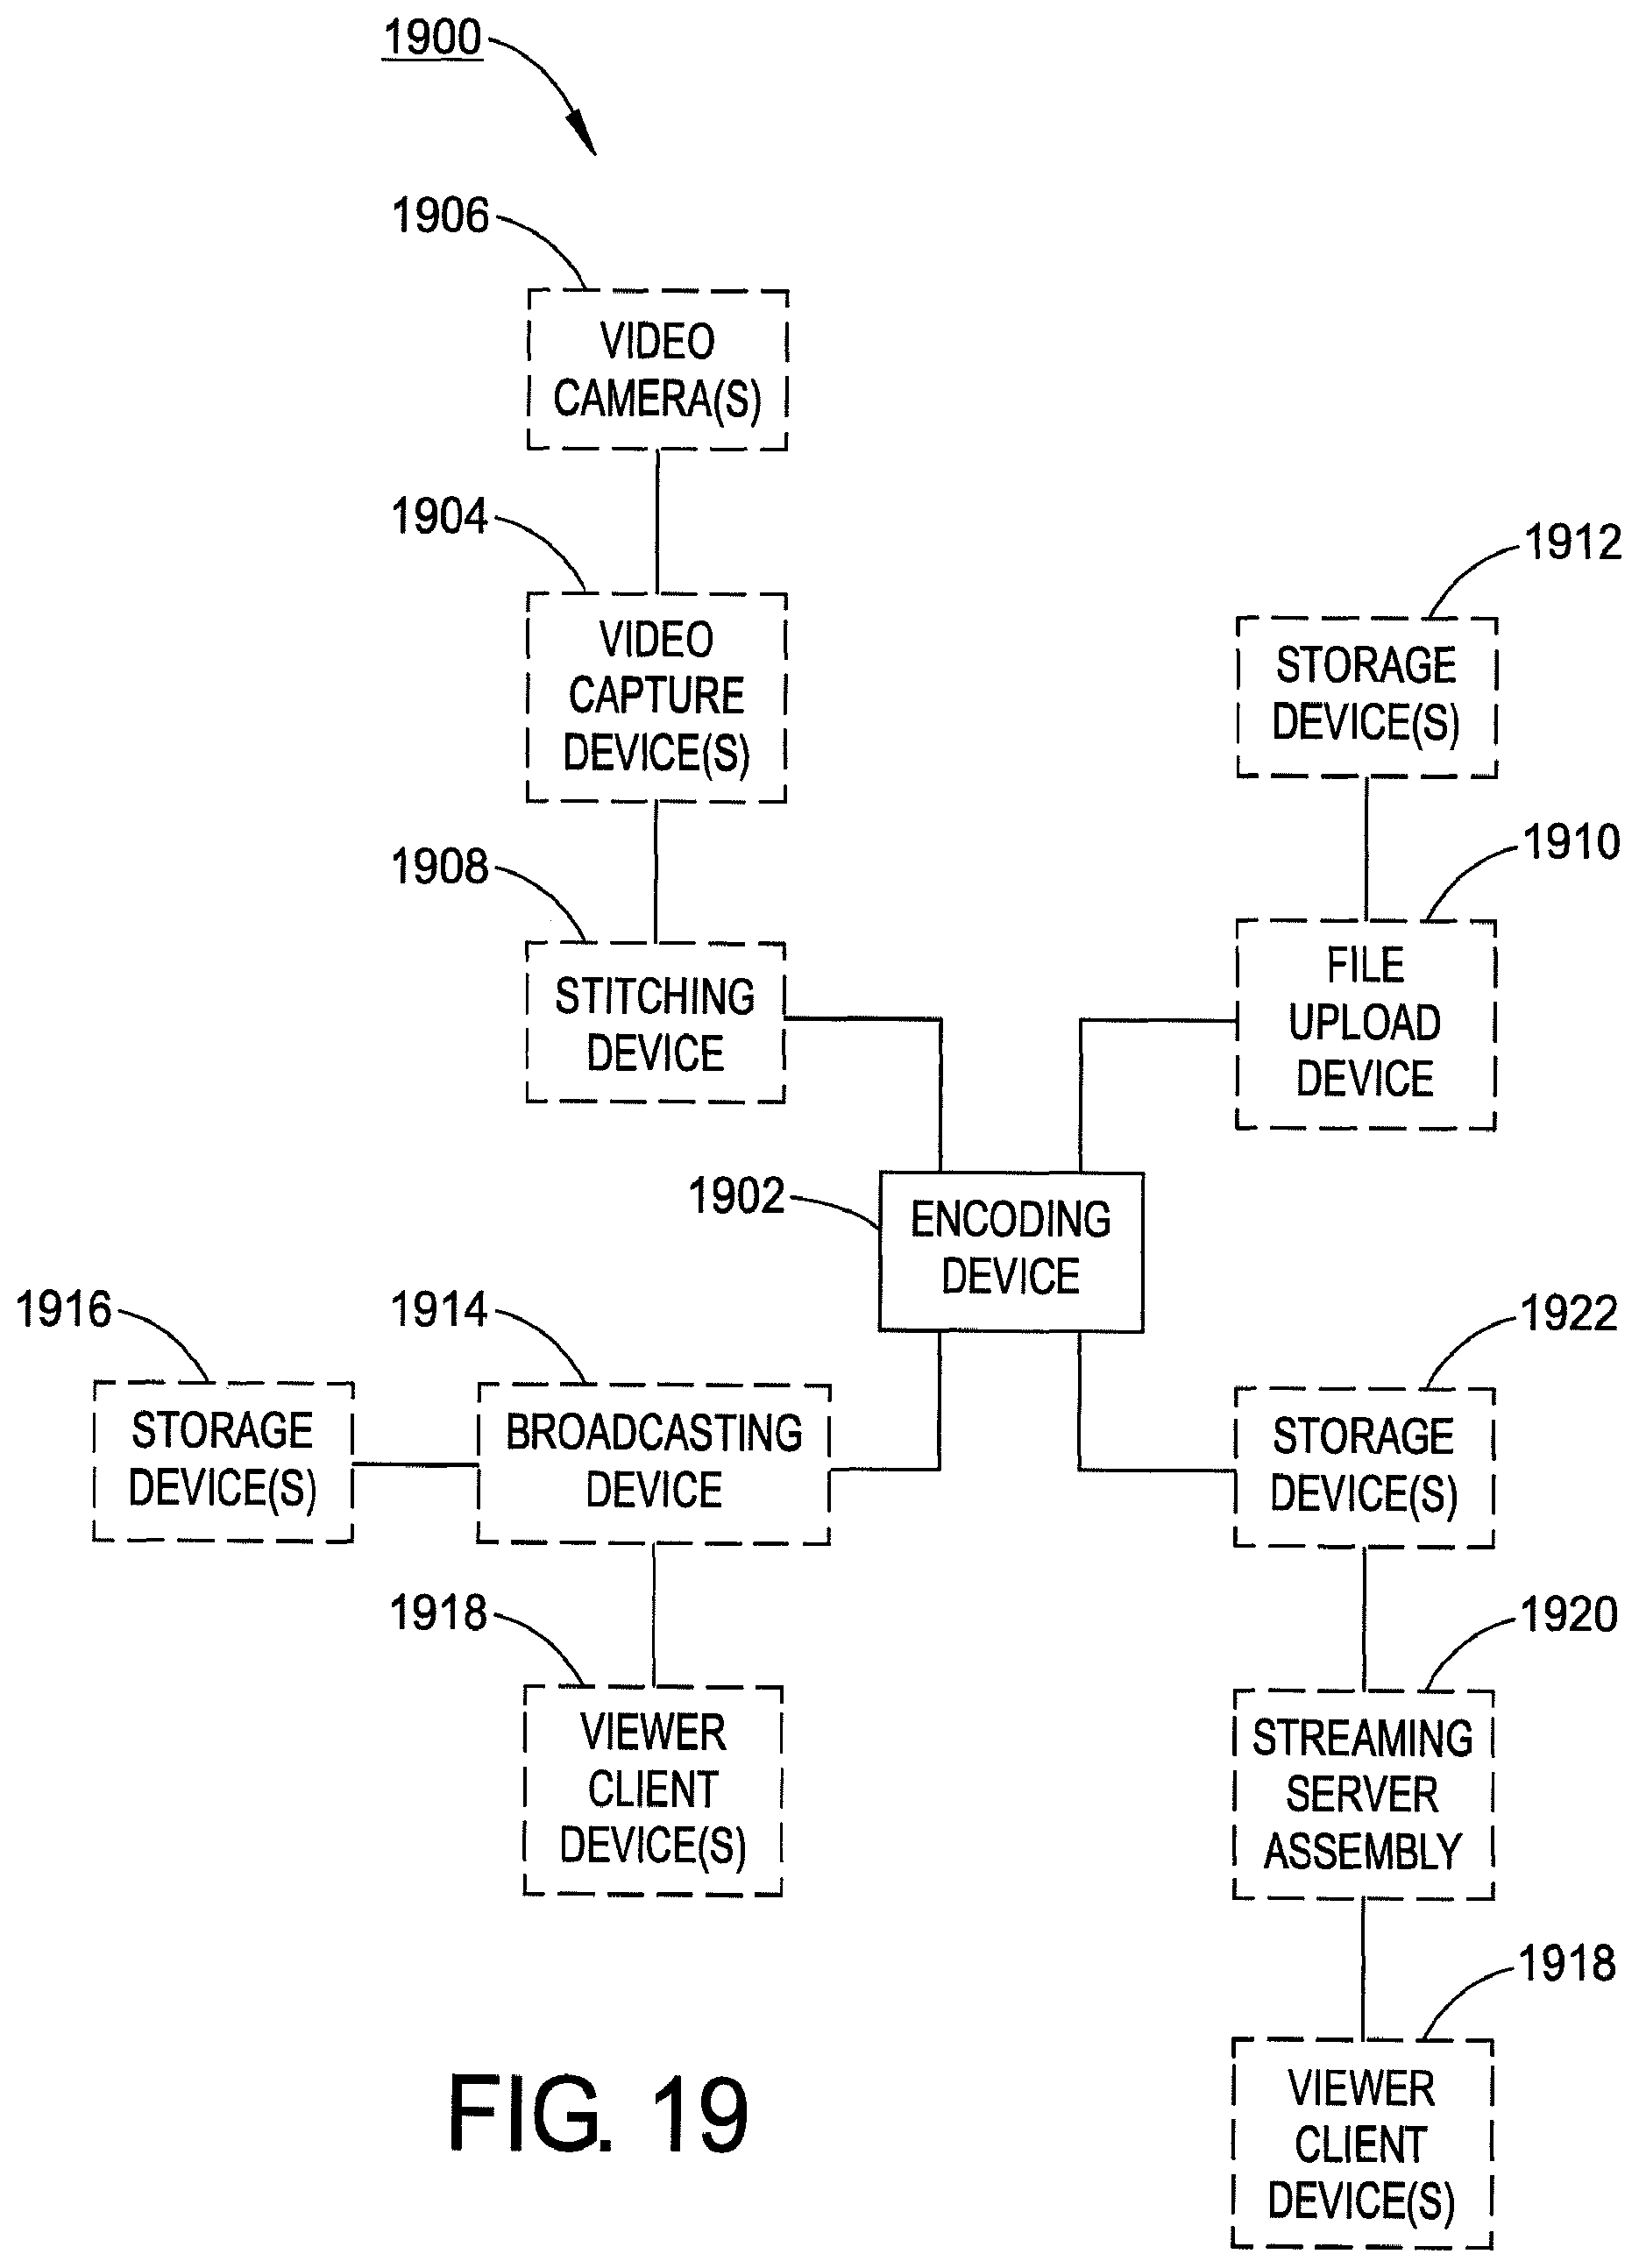 1900
1906
VIDEO
CAMERA(S)
1904
VIDEO
CAPTURE
DEVICE(S)
1912
STORAGE
DEVICE(S)
1908
STITCHING
DEVICE
1910
FILE
UPLOAD
DEVICE
1902
ENCODING
DEVICE
1916
STORAGE
DEVICE(S)
1914
BROADCASTING
DEVICE
1922
STORAGE
DEVICE(S)
1918
VIEWER
CLIENT
DEVICE(S)
1920
STREAMING
SERVER
ASSEMBLY
1918
VIEWER
CLIENT
DEVICE(S)
FIG. 19